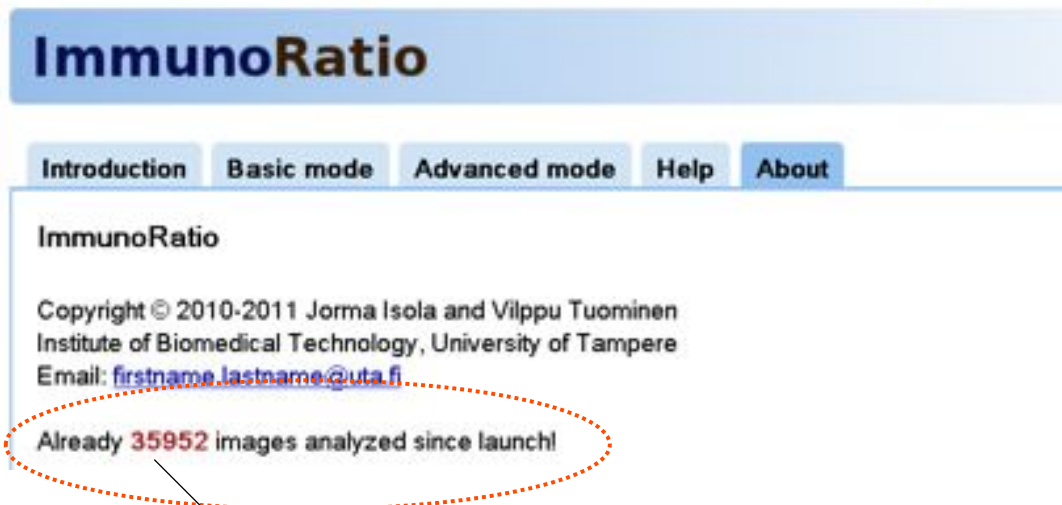 ImmunoRatio
Introduction Basic mode Advanced mode Help About
ImmunoRatio
Copyright © 2010-2011 Jorma Isola and Vilppu Tuominen
Institute of Biomedical Technology, University of Tampere
Email: firstname.lastname@uta.fi
Already 35952 images analyzed since launch!